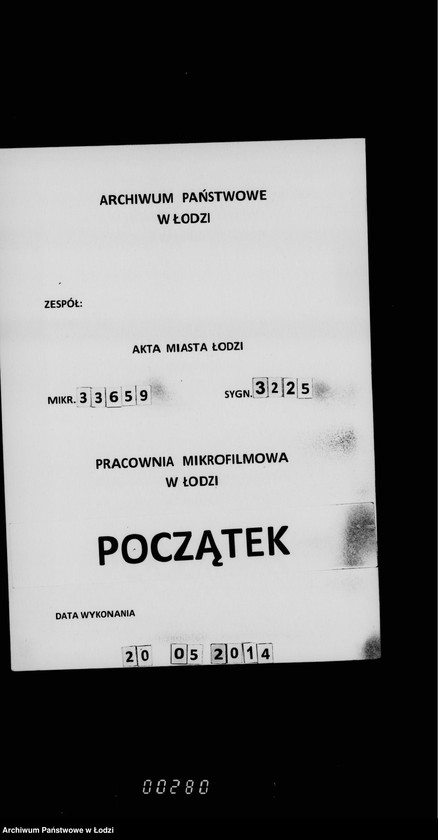 ARCHIWUM PAŃSTWOWE
W ŁODZI
ZESPÓŁ:
AKTA MIASTA ŁODZI
MIKR. 33659 SYGN. 3225
PRACOWNIA MIKROFILMOWA
W ŁODZI
POCZĄTEK
DATA WYKONANIA
20 05 2014
00280
Archiwum Państwowe w Łodzi